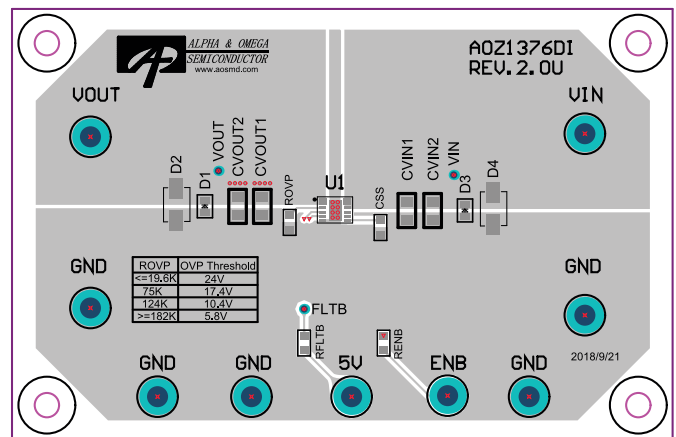 ALPHA & OMEGA
SEMICONDUCTOR
www.aosmd.com
AOZ1376DI
REV.2.0U
VOUT
VIN
D2
D1
VOUT
CVOUT2
CVOUT1
ROVP
U1
CSS
CVIN1
CVIN2
VIN
D3
D4
GND
ROVP OVP Threshold
<=19.6K 24V
75K 17.4V
124K 10.4V
>=182K 5.8V
GND
FLTB
RFLTB
RENB
2018/9/21
GND
GND
5V
ENB
GND